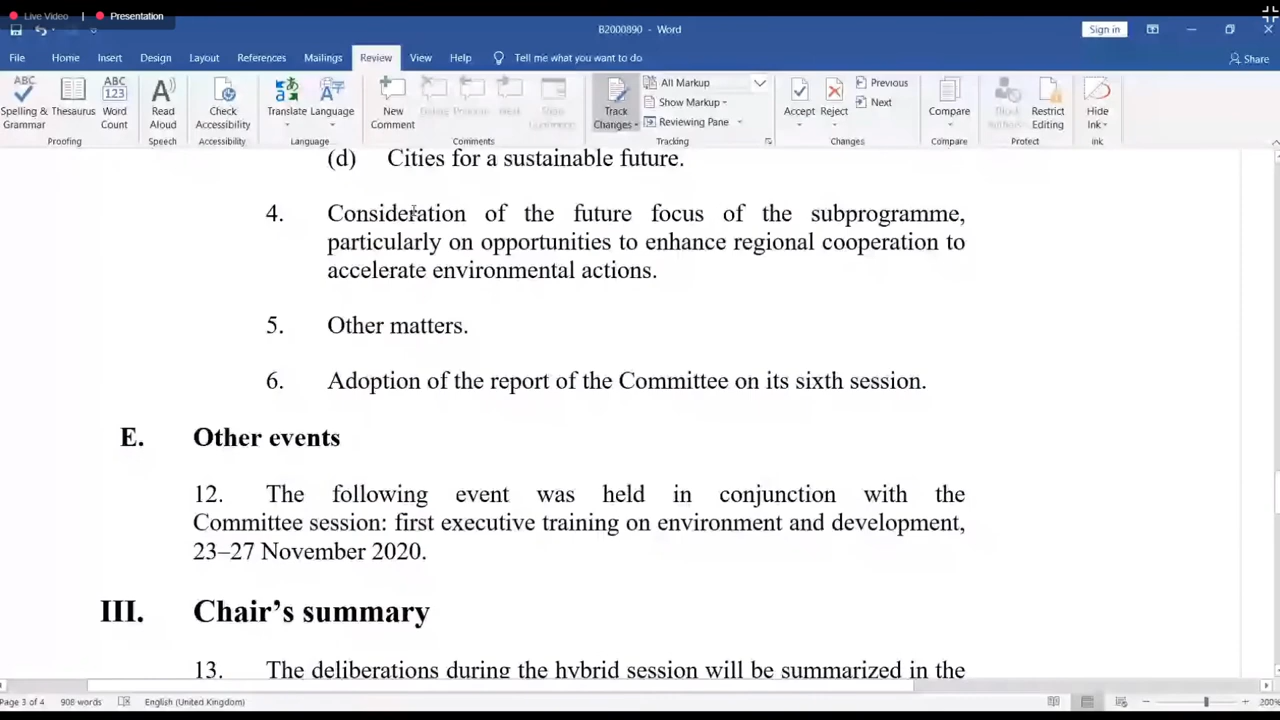 Live Video | Presentation
B2000890 - Word
Sign in
File Home Insert Design Layout References Mailings Review View Help Tell me what you want to do Share
Spelling & Grammar Thesaurus Word Count Read Aloud Check Accessibility Translate Language New Comment Delete Previous Next Show Comments Track Changes All Markup Show Markup Reviewing Pane Accept Reject Previous Next Compare Block Authors Restrict Editing Hide Ink
Proofing Speech Accessibility Language Comments Tracking Changes Compare Protect Ink
(d) Cities for a sustainable future.
4. Consideration of the future focus of the subprogramme,
particularly on opportunities to enhance regional cooperation to
accelerate environmental actions.
5. Other matters.
6. Adoption of the report of the Committee on its sixth session.
E. Other events
12. The following event was held in conjunction with the
Committee session: first executive training on environment and development,
23–27 November 2020.
III. Chair’s summary
13. The deliberations during the hybrid session will be summarized in the
Page 3 of 4 908 words English (United Kingdom) 200%